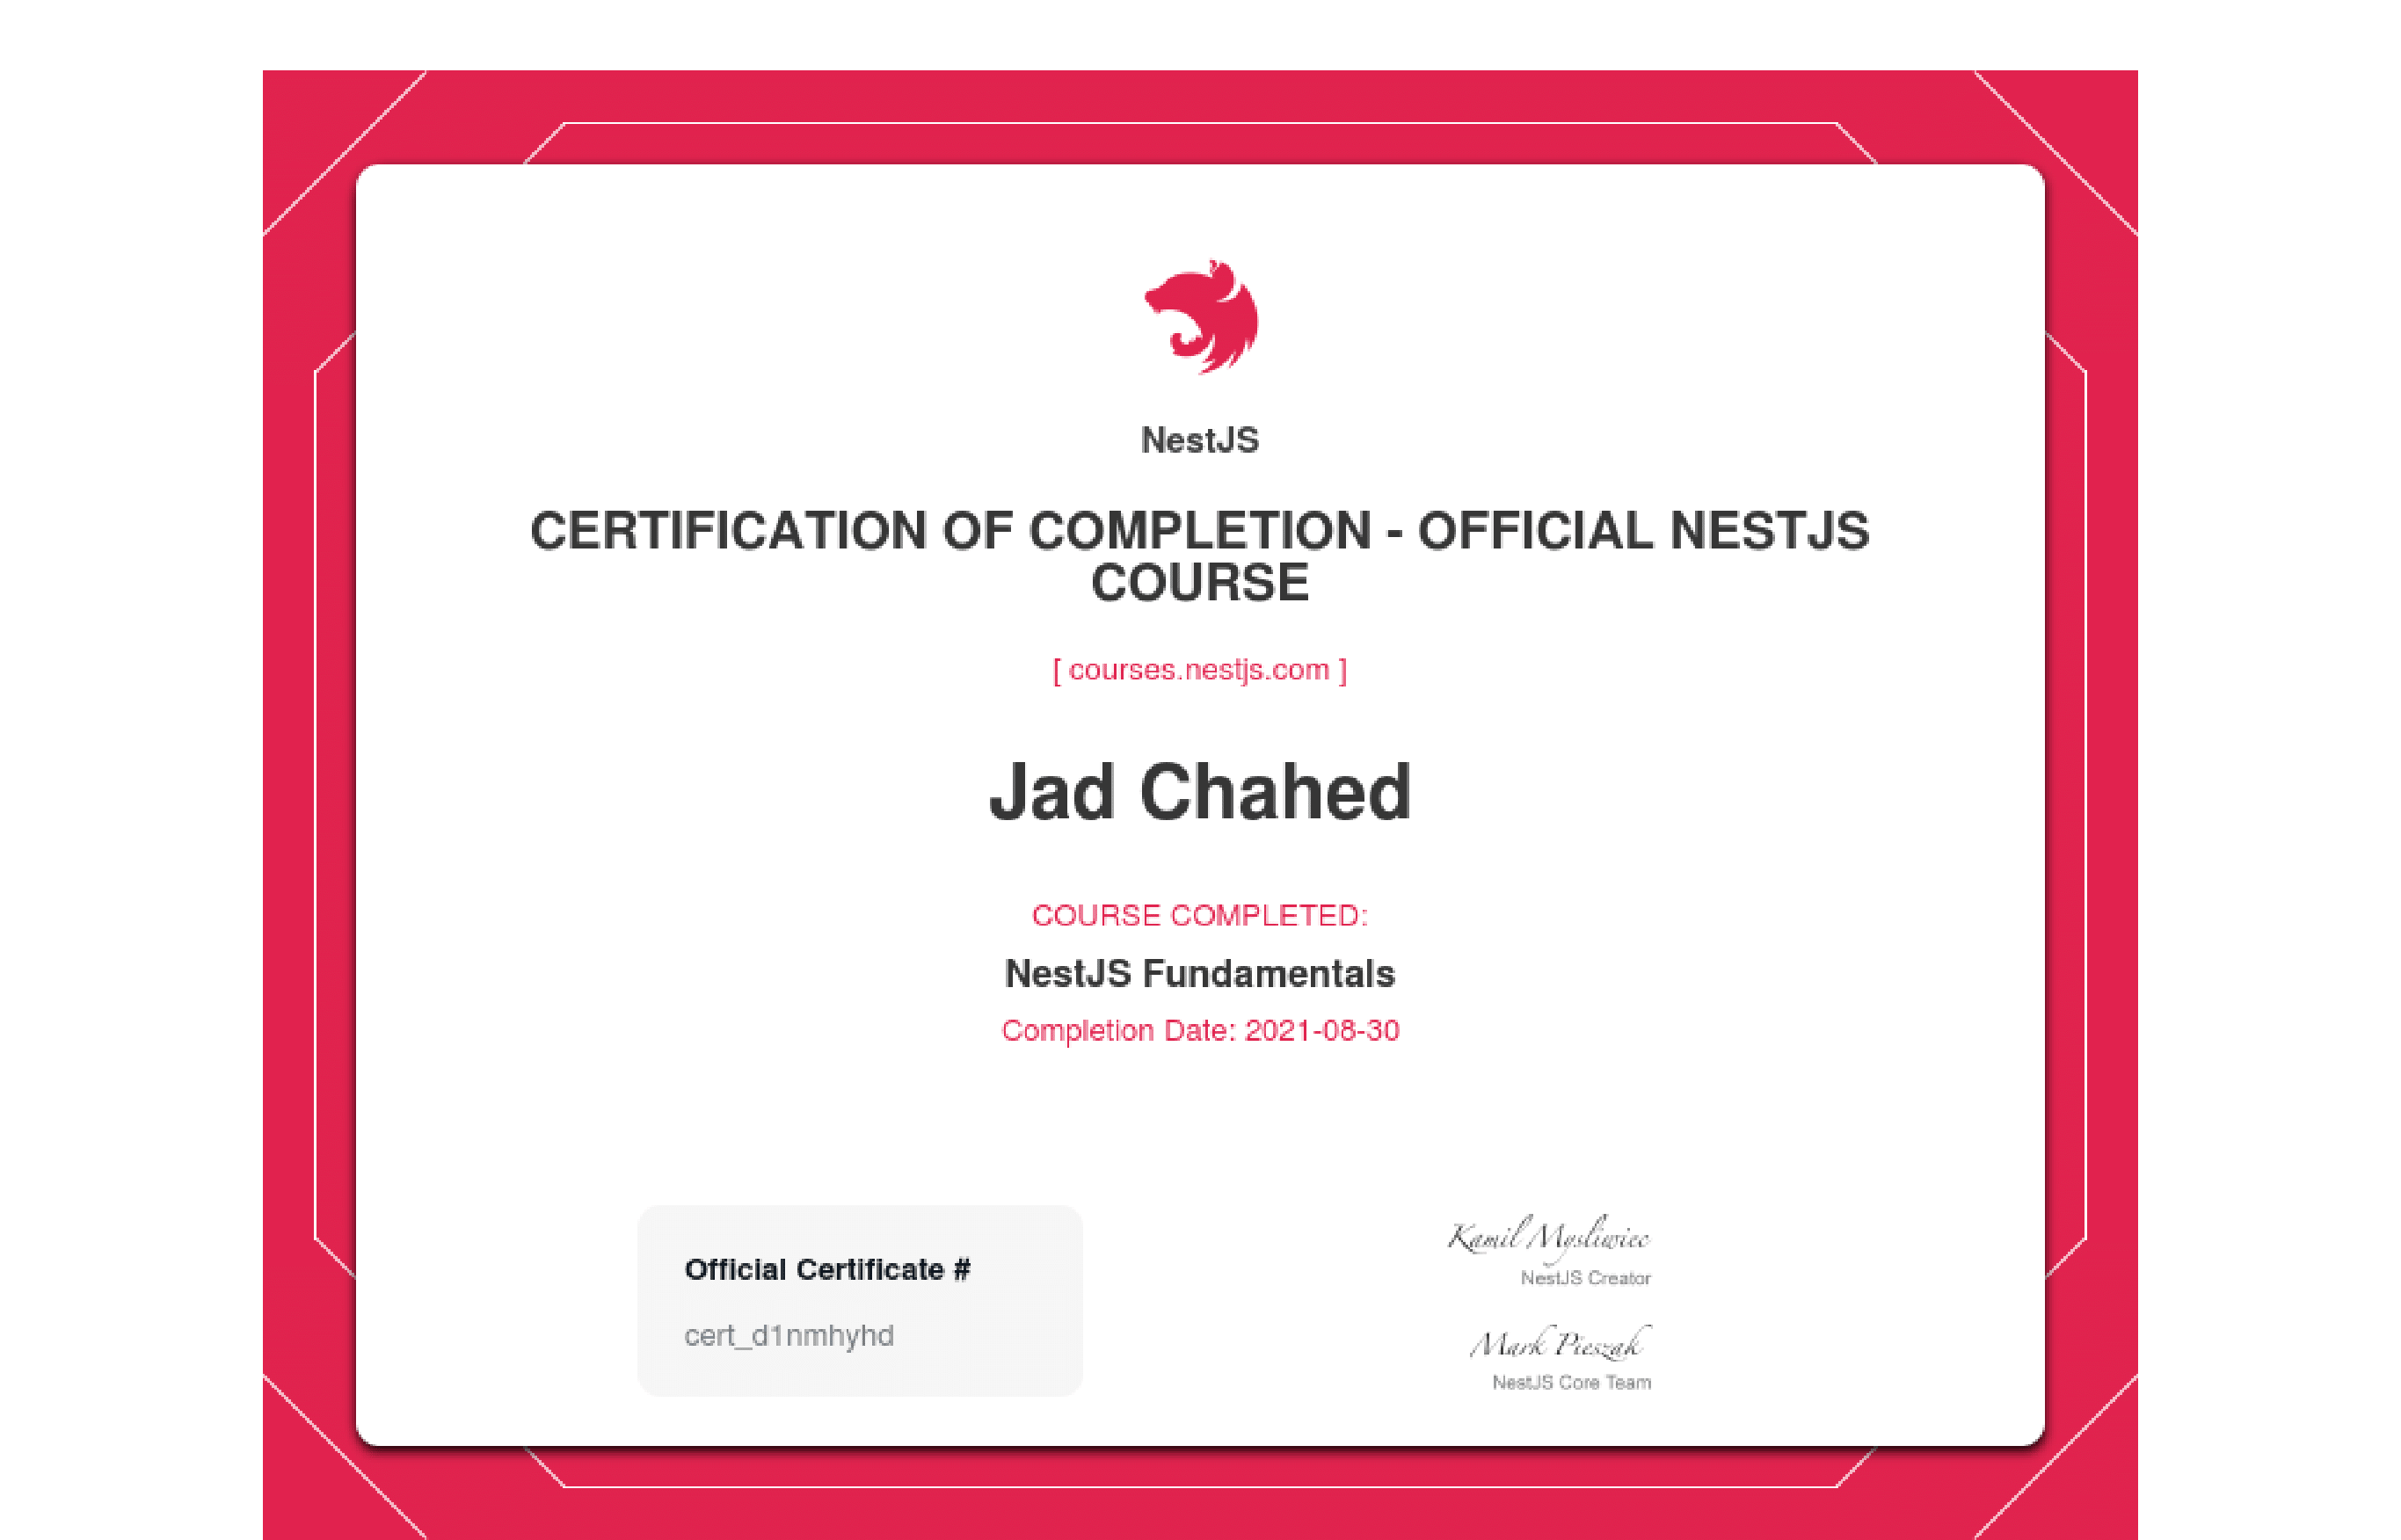 NestJS
CERTIFICATION OF COMPLETION - OFFICIAL NESTJS
COURSE
[ courses.nestjs.com ]
Jad Chahed
COURSE COMPLETED:
NestJS Fundamentals
Completion Date: 2021-08-30
Official Certificate #
cert_d1nmhyhd
Kamil Mysliwiec
NestJS Creator
Mark Pieszak
NestJS Core Team